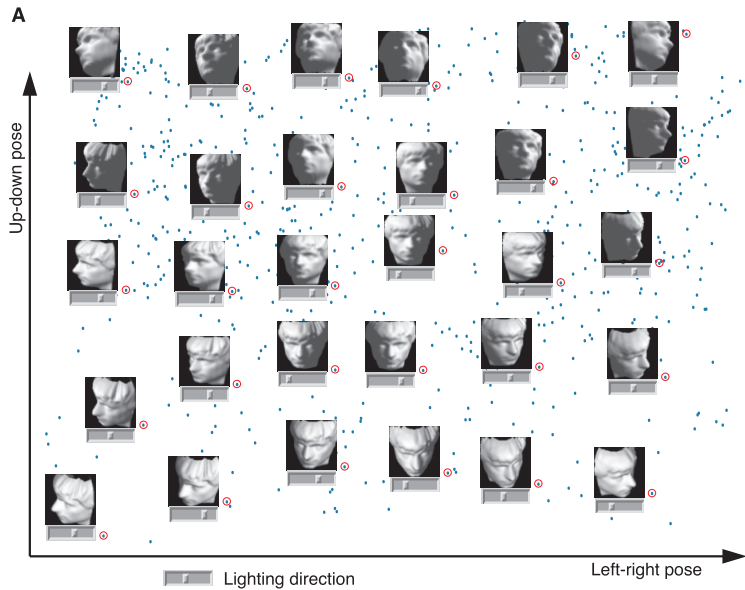 A
Up-down pose
Left-right pose
Lighting direction